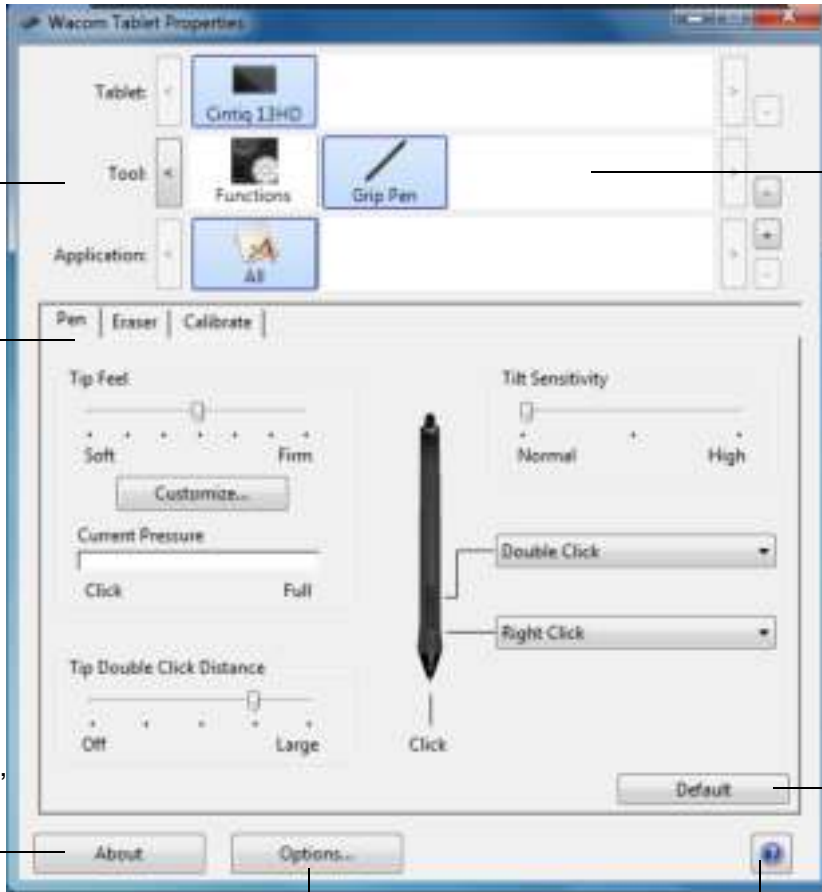 Wacom Tablet Properties
Tablet:
Cintiq 13HD
Tool:
Functions
Grip Pen
Application:
All
Pen
Eraser
Calibrate
Tip Feel
Tilt Sensitivity
Soft
Firm
Normal
High
Customize...
Current Pressure
Click
Full
Double Click
Right Click
Tip Double Click Distance
Off
Large
Click
,
Default
About
Options...